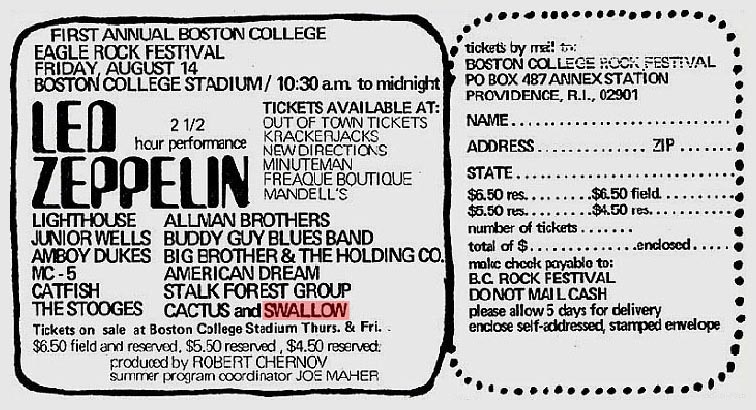 FIRST ANNUAL BOSTON COLLEGE
EAGLE ROCK FESTIVAL
FRIDAY, AUGUST 14
BOSTON COLLEGE STADIUM / 10:30 a.m. to midnight
LED
ZEPPELIN
2 1/2
hour performance
TICKETS AVAILABLE AT:
OUT OF TOWN TICKETS
KRACKERJACKS
NEW DIRECTIONS
MINUTEMAN
FREAQUE BOUTIQUE
MANDELL'S
LIGHTHOUSE ALLMAN BROTHERS
JUNIOR WELLS BUDDY GUY BLUES BAND
AMBOY DUKES BIG BROTHER & THE HOLDING CO.
MC-5 AMERICAN DREAM
CATFISH STALK FOREST GROUP
THE STOOGES CACTUS and SWALLOW
Tickets on sale at Boston College Stadium Thurs. & Fri. .
$6.50 field and reserved, $5.50 reserved, $4.50 reserved.
produced by ROBERT CHERNOV
summer program coordinator JOE MAHER
tickets by mail to:
BOSTON COLLEGE ROCK FESTIVAL
PO BOX 487 ANNEX STATION
PROVIDENCE, R.I., 02901
NAME......................
ADDRESS............ ZIP......
STATE.....................
$6.50 res.........$6.50 field.......
$5.50 res.........$4.50 res.......
number of tickets .......
total of $ ............enclosed......
make check payable to:
B.C. ROCK FESTIVAL
DO NOT MAIL CASH
please allow 5 days for delivery
enclose self-addressed, stamped envelope